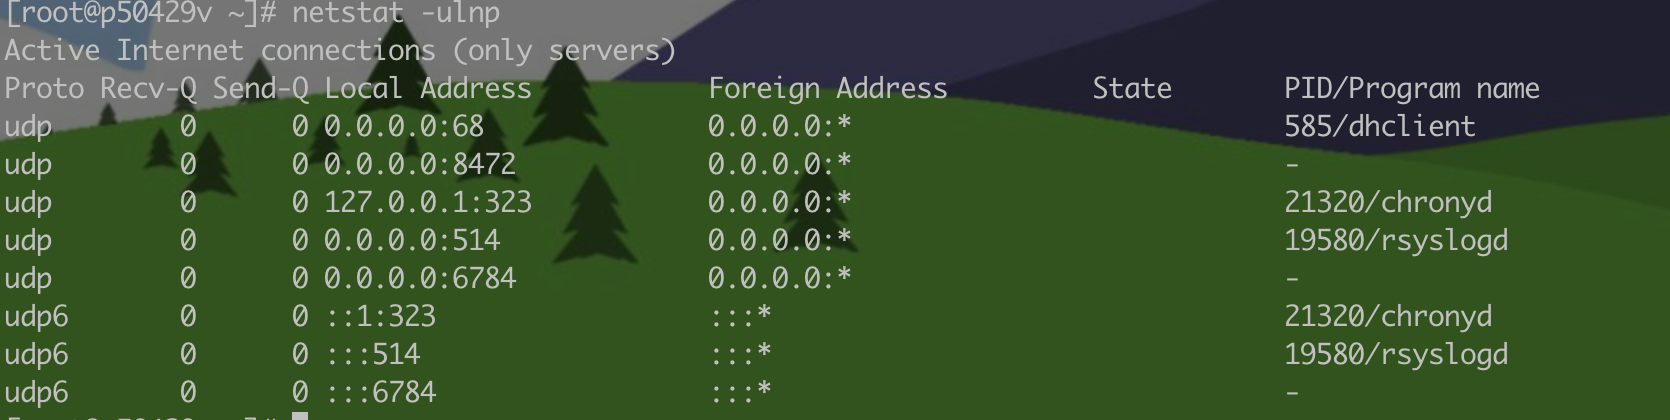 [root@p50429v ~]# netstat -ulnp
Active Internet connections (only servers)
Proto Recv-Q Send-Q Local Address           Foreign Address         State       PID/Program name
udp        0      0 0.0.0.0:68              0.0.0.0:*                           585/dhclient
udp        0      0 0.0.0.0:8472            0.0.0.0:*                           -
udp        0      0 127.0.0.1:323           0.0.0.0:*                           21320/chronyd
udp        0      0 0.0.0.0:514             0.0.0.0:*                           19580/rsyslogd
udp        0      0 0.0.0.0:6784            0.0.0.0:*                           -
udp6       0      0 ::1:323                 :::*                                21320/chronyd
udp6       0      0 :::514                  :::*                                19580/rsyslogd
udp6       0      0 :::6784                 :::*                                -